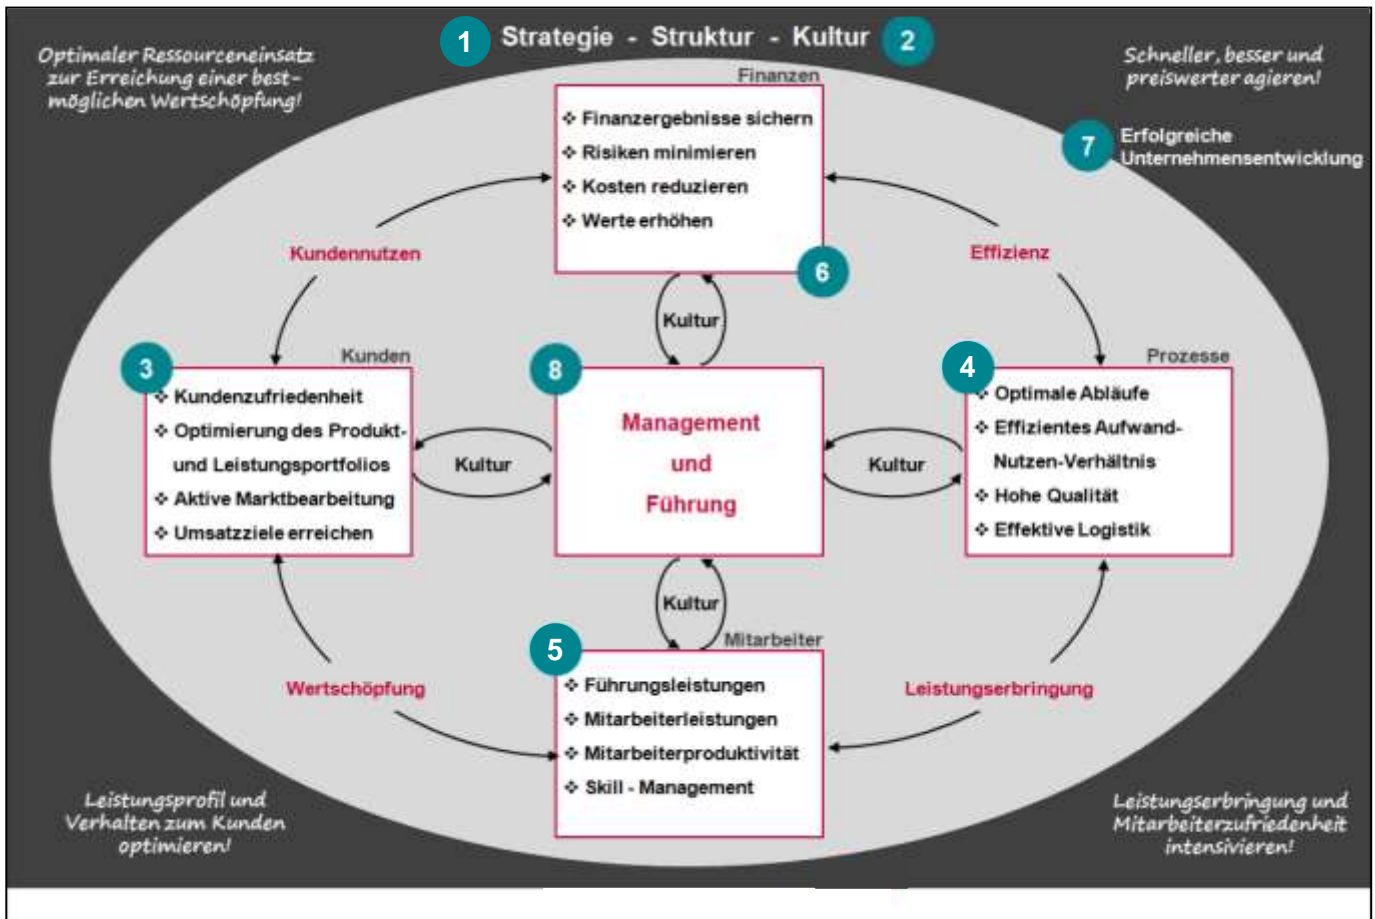 1 Strategie - Struktur - Kultur 2
Optimaler Ressourceneinsatz
zur Erreichung einer best-
möglichen Wertschöpfung!
Schneller, besser und
preiswerter agieren!
7 Erfolgreiche
Unternehmensentwicklung
Finanzen
❖ Finanzergebnisse sichern
❖ Risiken minimieren
❖ Kosten reduzieren
❖ Werte erhöhen
6
Kundennutzen
Effizienz
Kultur
3
Kunden
❖ Kundenzufriedenheit
❖ Optimierung des Produkt-
und Leistungsportfolios
❖ Aktive Marktbearbeitung
❖ Umsatzziele erreichen
Kultur
8
Management
und
Führung
Kultur
4
Prozesse
❖ Optimale Abläufe
❖ Effizientes Aufwand-
Nutzen-Verhältnis
❖ Hohe Qualität
❖ Effektive Logistik
Kultur
5
Mitarbeiter
❖ Führungsleistungen
❖ Mitarbeiterleistungen
❖ Mitarbeiterproduktivität
❖ Skill - Management
Wertschöpfung
Leistungserbringung
Leistungsprofil und
Verhalten zum Kunden
optimieren!
Leistungserbringung und
Mitarbeiterzufriedenheit
intensivieren!